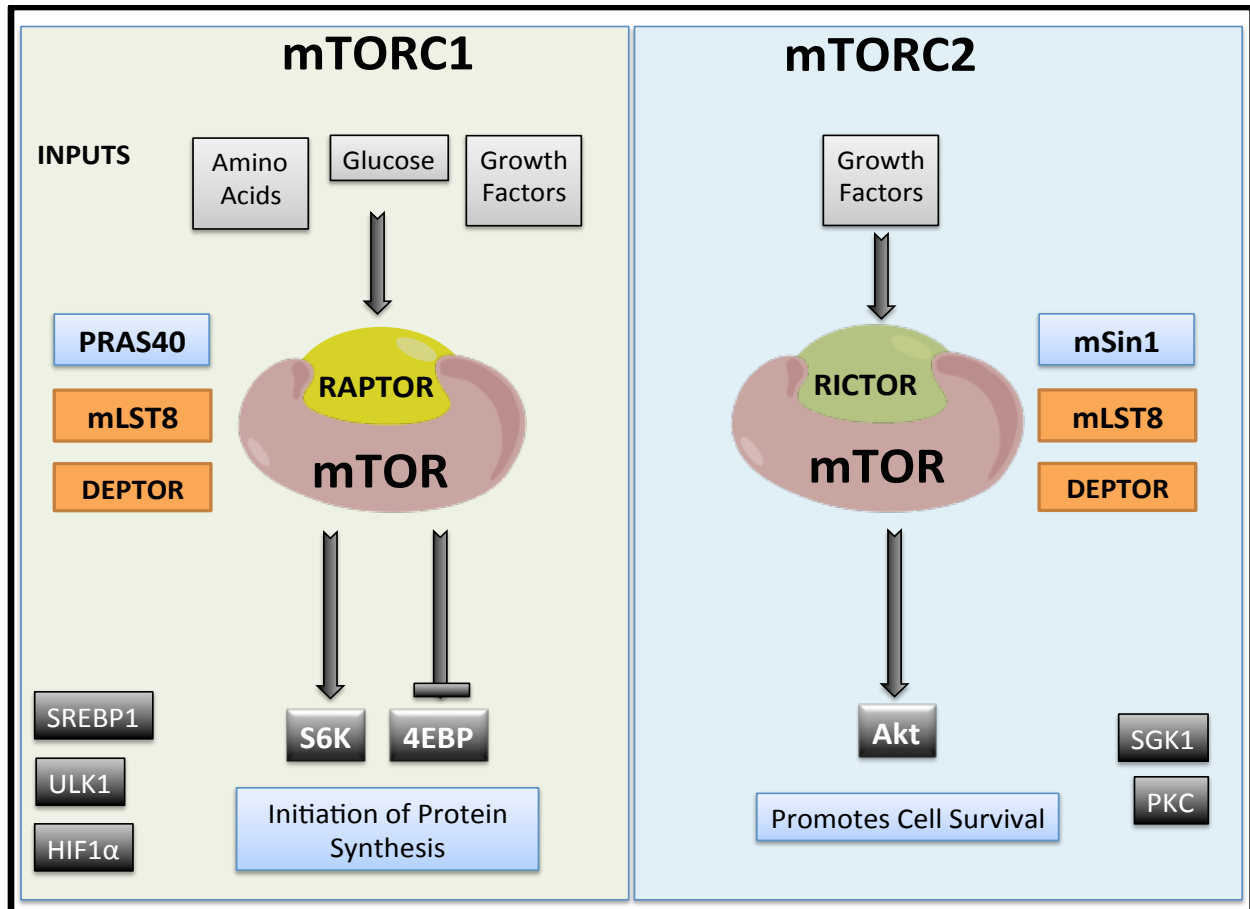 mTORC1
INPUTS
Amino
Acids
Glucose
Growth
Factors
PRAS40
mLST8
DEPTOR
RAPTOR
mTOR
SREBP1
ULK1
HIF1α
S6K
4EBP
Initiation of Protein
Synthesis
mTORC2
Growth
Factors
RICTOR
mTOR
mSin1
mLST8
DEPTOR
Akt
SGK1
PKC
Promotes Cell Survival